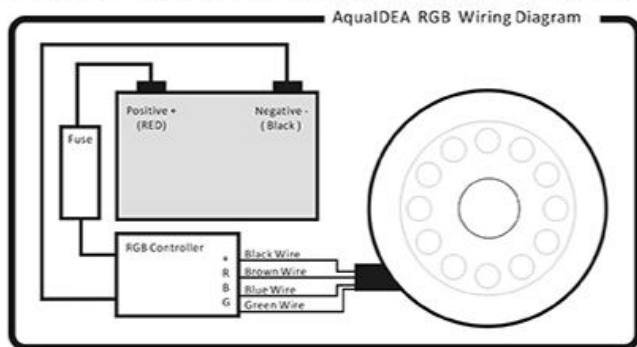 AquaIDEA RGB Wiring Diagram
Positive +
(RED)
Negative -
(Black)
Fuse
RGB Controller
+
Black Wire
R
Brown Wire
B
Blue Wire
G
Green Wire